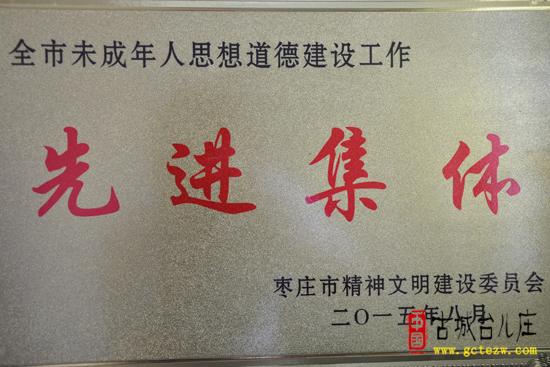 全市未成年人思想道德建设工作
先进集体
枣庄市精神文明建设委员会
二〇一五年八月
中国 古城台儿庄
www.gctezw.com